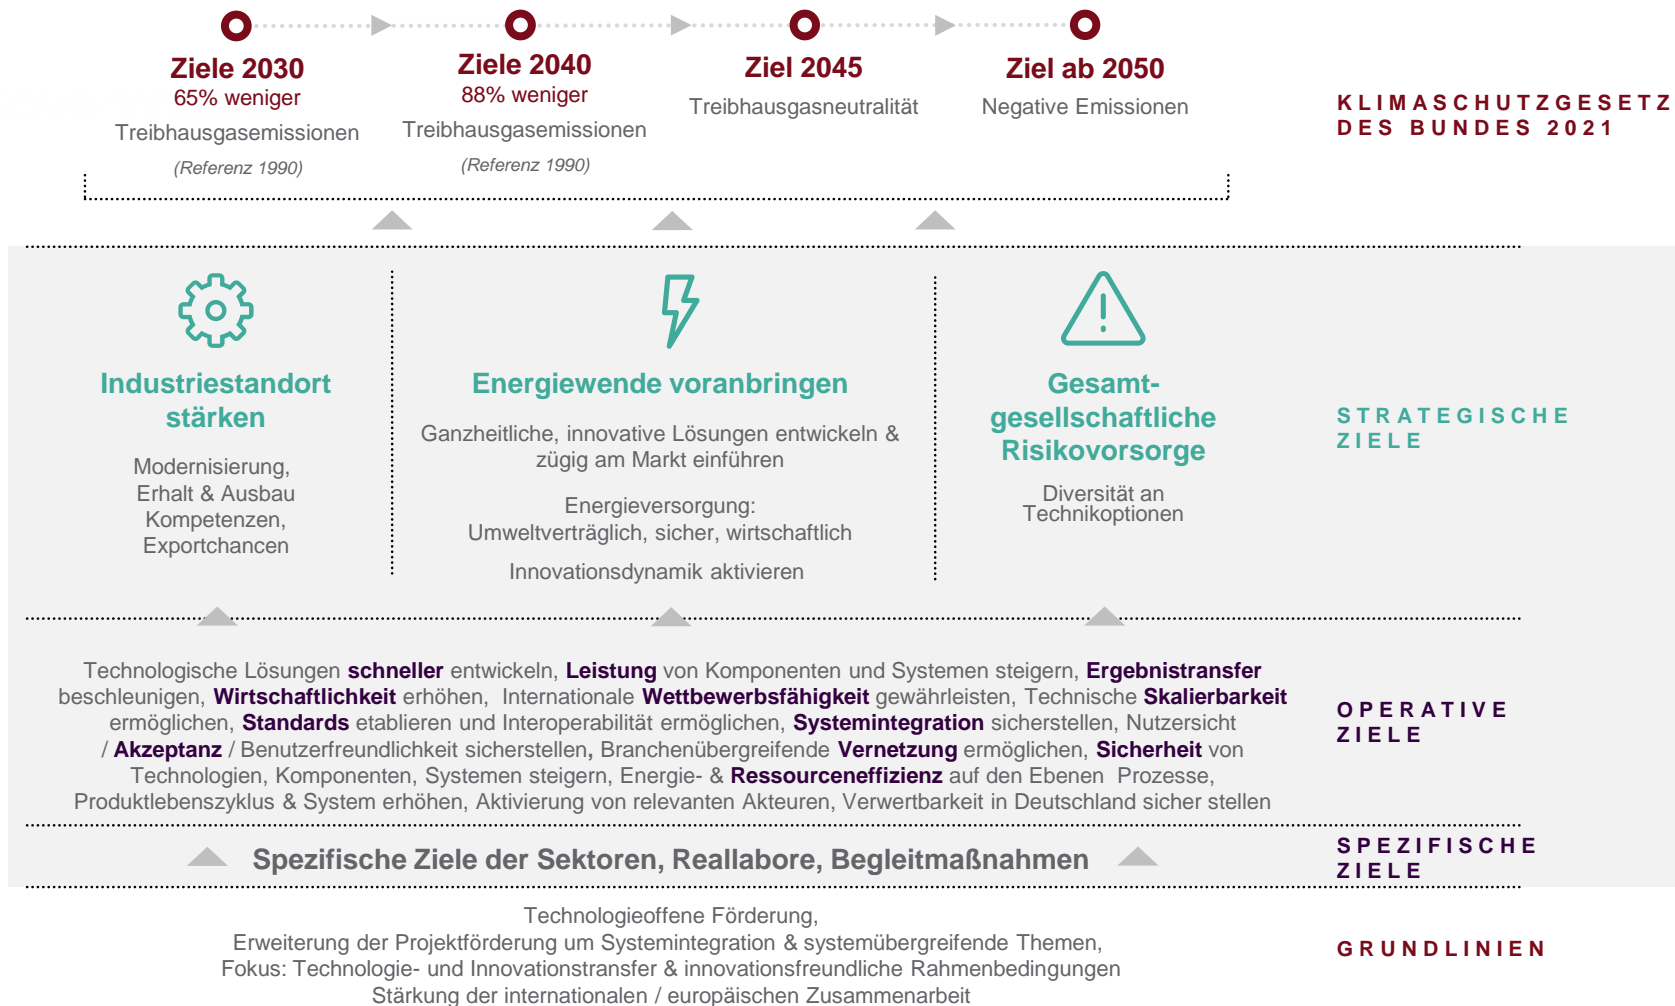 Ziele 2030
65% weniger
Treibhausgasemissionen
(Referenz 1990)
Ziele 2040
88% weniger
Treibhausgasemissionen
(Referenz 1990)
Ziel 2045
Treibhausgasneutralität
Ziel ab 2050
Negative Emissionen
KLIMASCHUTZGESETZ
DES BUNDES 2021
Industriestandort
stärken
Modernisierung,
Erhalt & Ausbau
Kompetenzen,
Exportchancen
Energiewende voranbringen
Ganzheitliche, innovative Lösungen entwickeln &
zügig am Markt einführen
Energieversorgung:
Umweltverträglich, sicher, wirtschaftlich
Innovationsdynamik aktivieren
Gesamt-
gesellschaftliche
Risikovorsorge
Diversität an
Technikoptionen
STRATEGISCHE
ZIELE
Technologische Lösungen schneller entwickeln, Leistung von Komponenten und Systemen steigern, Ergebnistransfer
beschleunigen, Wirtschaftlichkeit erhöhen, Internationale Wettbewerbsfähigkeit gewährleisten, Technische Skalierbarkeit
ermöglichen, Standards etablieren und Interoperabilität ermöglichen, Systemintegration sicherstellen, Nutzersicht
/ Akzeptanz / Benutzerfreundlichkeit sicherstellen, Branchenübergreifende Vernetzung ermöglichen, Sicherheit von
Technologien, Komponenten, Systemen steigern, Energie- & Ressourceneffizienz auf den Ebenen Prozesse,
Produktlebenszyklus & System erhöhen, Aktivierung von relevanten Akteuren, Verwertbarkeit in Deutschland sicher stellen
OPERATIVE
ZIELE
Spezifische Ziele der Sektoren, Reallabore, Begleitmaßnahmen
SPEZIFISCHE
ZIELE
Technologieoffene Förderung,
Erweiterung der Projektförderung um Systemintegration & systemübergreifende Themen,
Fokus: Technologie- und Innovationstransfer & innovationsfreundliche Rahmenbedingungen
Stärkung der internationalen / europäischen Zusammenarbeit
GRUNDLINIEN